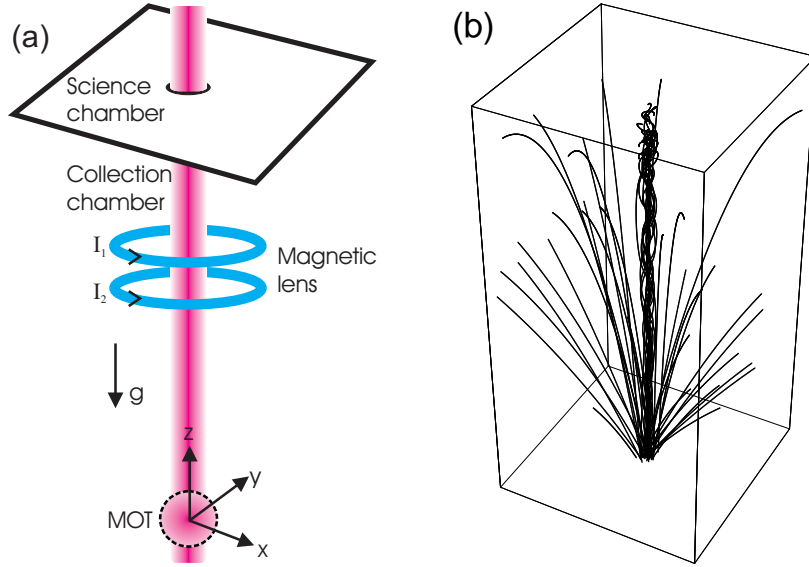 (a)
Science
chamber
Collection
chamber
I₁
Magnetic
lens
I₂
g
z
y
MOT
x
(b)